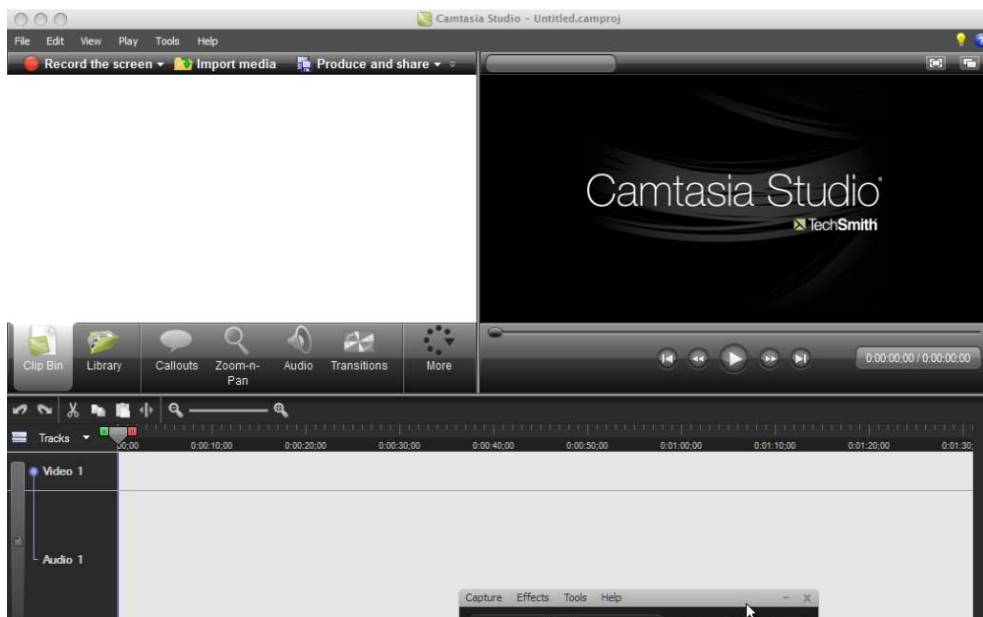 Camtasia Studio - Untitled.camproj
File Edit View Play Tools Help
Record the screen Import media Produce and share
Camtasia Studio®
TechSmith
Clip Bin Library Callouts Zoom-n-Pan Audio Transitions More
0:00:00;00 / 0:00:00;00
Tracks 00;00 0:00:10;00 0:00:20;00 0:00:30;00 0:00:40;00 0:00:50;00 0:01:00;00 0:01:10;00 0:01:20;00 0:01:30;
Video 1
Audio 1
Capture Effects Tools Help